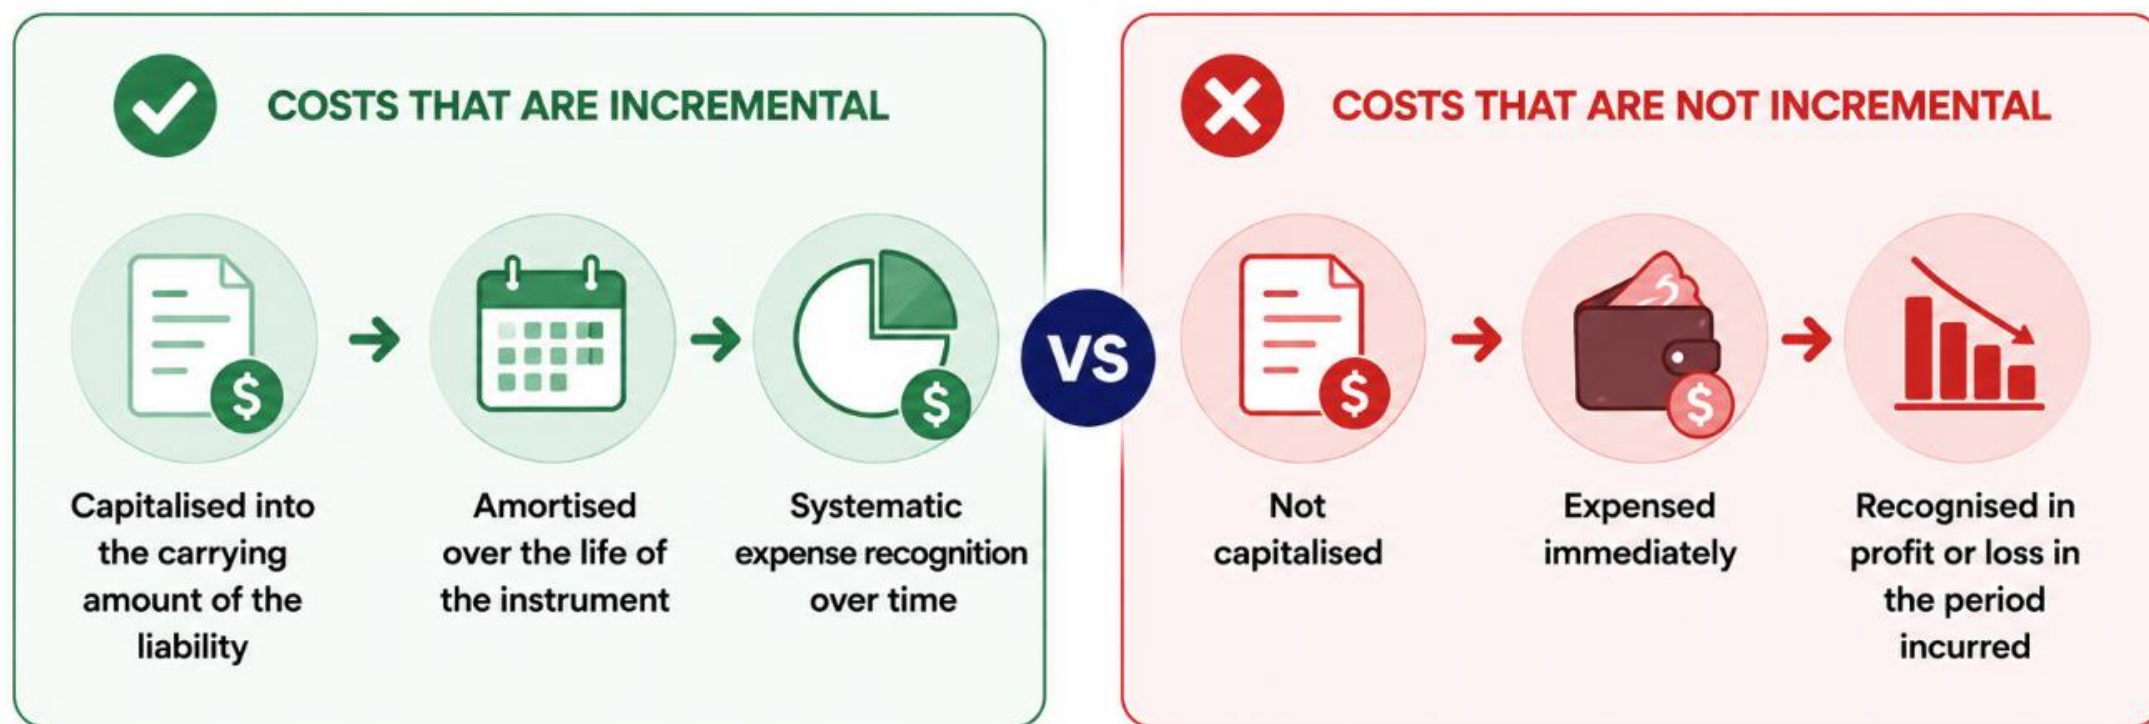 COSTS THAT ARE INCREMENTAL
$
$
$
Capitalised into
the carrying
amount of the
liability
Amortised
over the life of
the instrument
Systematic
expense recognition
over time
VS
COSTS THAT ARE NOT INCREMENTAL
$
$
Not
capitalised
Expensed
immediately
Recognised in
profit or loss in
the period
incurred